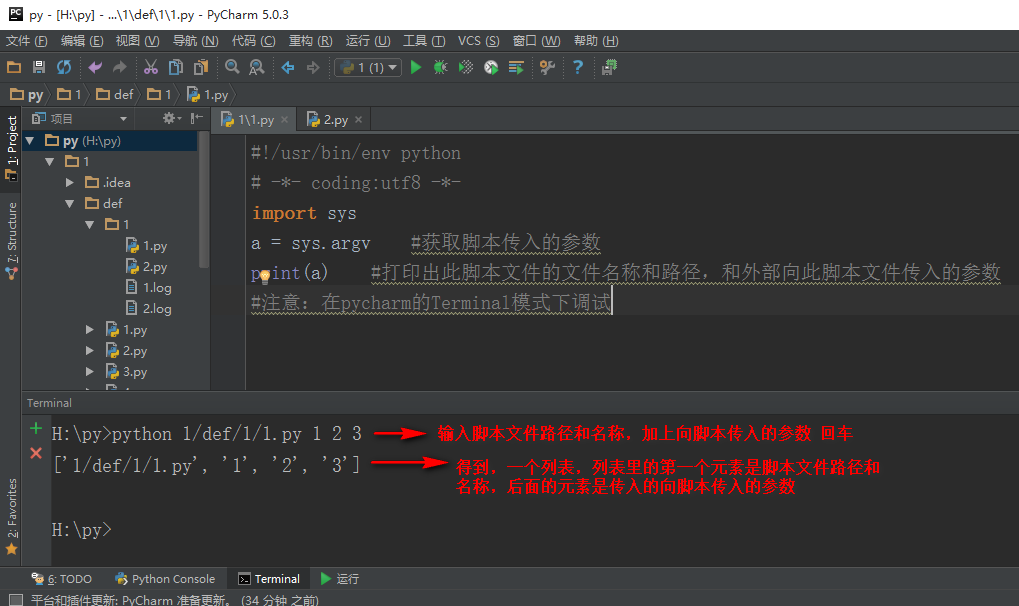 PC py - [H:\py] - ...\1\def\1\1.py - PyCharm 5.0.3
文件 (F) 编辑 (E) 视图 (V) 导航 (N) 代码 (C) 重构 (R) 运行 (U) 工具 (T) VCS (S) 窗口 (W) 帮助 (H)
1 (1)
py 1 def 1 1.py
项目
1\1.py 2.py
1: Project
py (H:\py)
1
.idea
def
1
1.py
2.py
1.log
2.log
1.py
2.py
3.py
7: Structure
#!/usr/bin/env python
# -*- coding:utf8 -*-
import sys
a = sys.argv #获取脚本传入的参数
print(a) #打印出此脚本文件的文件名称和路径，和外部向此脚本文件传入的参数
#注意：在pycharm的Terminal模式下调试
Terminal
H:\py>python 1/def/1/1.py 1 2 3 输入脚本文件路径和名称，加上向脚本传入的参数 回车
['1/def/1/1.py', '1', '2', '3'] 得到，一个列表，列表里的第一个元素是脚本文件路径和
名称，后面的元素是传入的向脚本传入的参数
H:\py>
2: Favorites
6: TODO Python Console Terminal 运行
平台和插件更新: PyCharm 准备更新。 (34 分钟 之前)